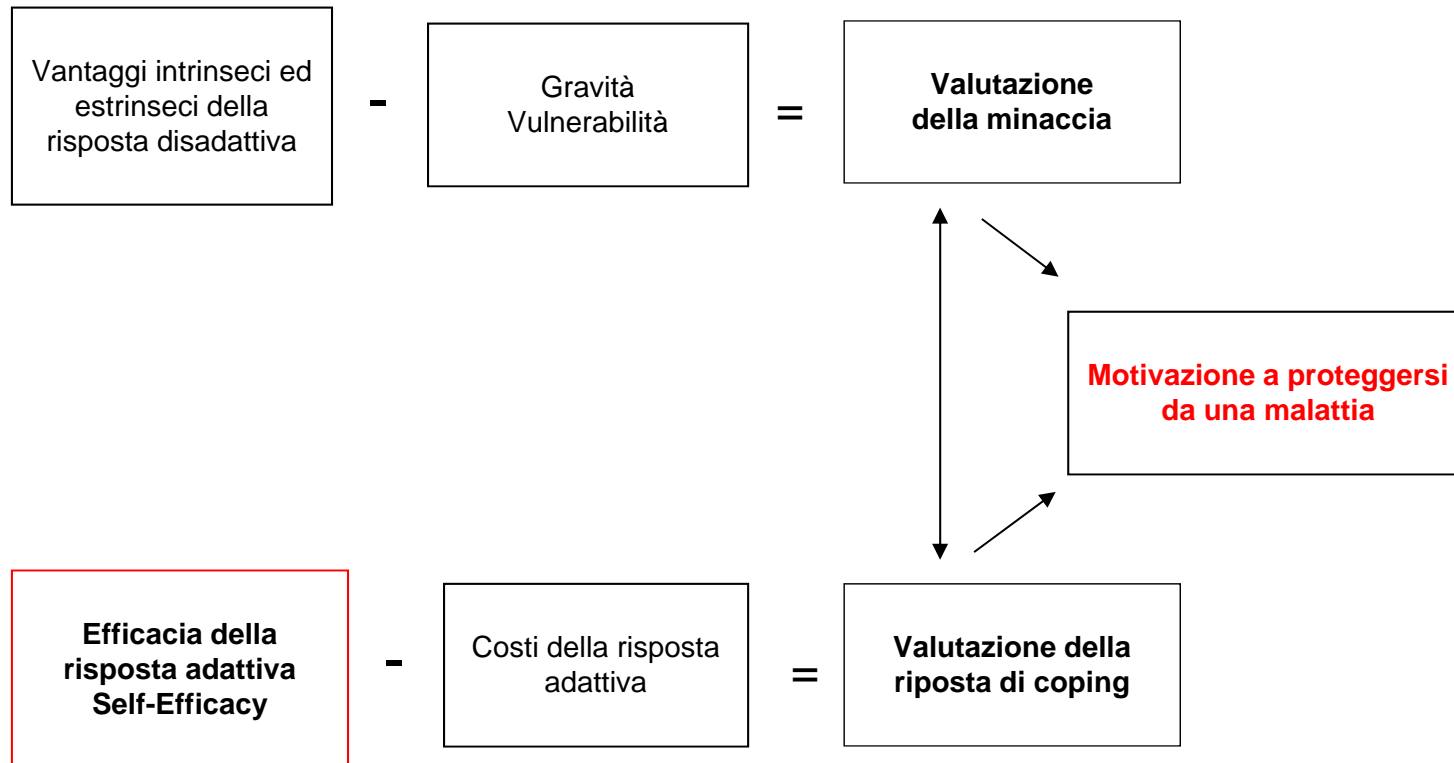 Vantaggi intrinseci ed
estrinseci della
risposta disadattiva
-
Gravità
Vulnerabilità
=
Valutazione
della minaccia
Motivazione a proteggersi
da una malattia
Efficacia della
risposta adattiva
Self-Efficacy
-
Costi della risposta
adattiva
=
Valutazione della
riposta di coping